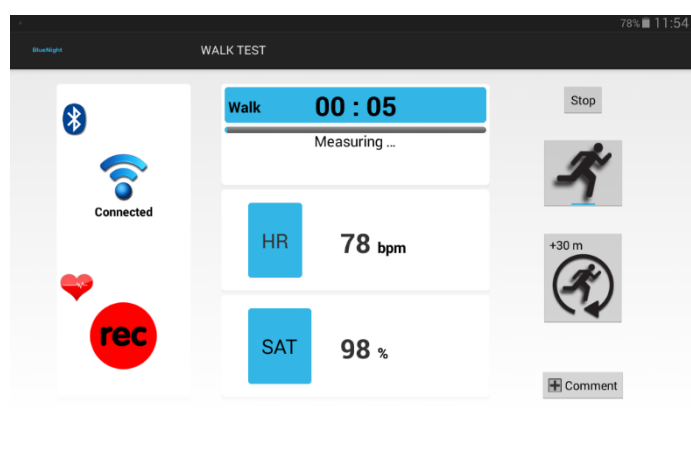 78% 11:54
BlueNight WALK TEST
Walk 00 : 05
Measuring ...
Connected
HR 78 bpm
rec
SAT 98 %
Stop
+30 m
Comment